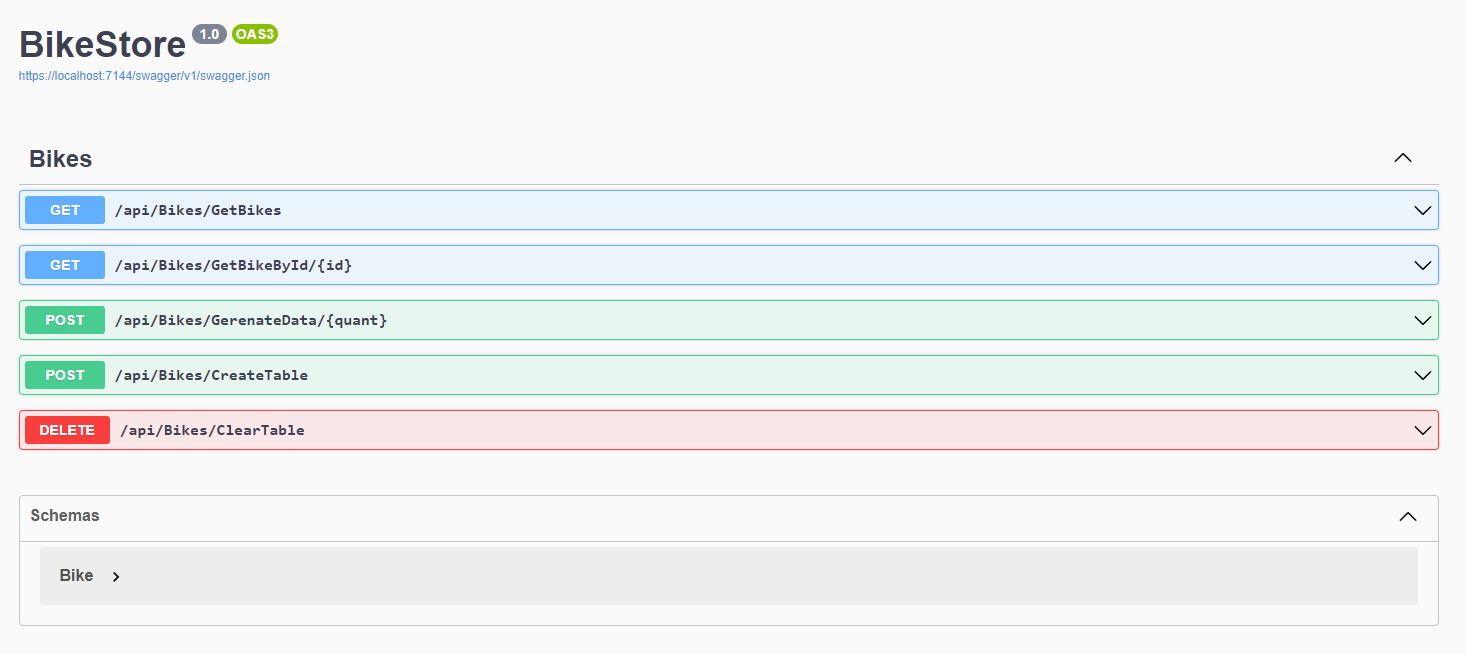 BikeStore 1.0 OAS3
https://localhost:7144/swagger/v1/swagger.json
Bikes
GET /api/Bikes/GetBikes
GET /api/Bikes/GetBikeById/{id}
POST /api/Bikes/GerenateData/{quant}
POST /api/Bikes/CreateTable
DELETE /api/Bikes/ClearTable
Schemas
Bike